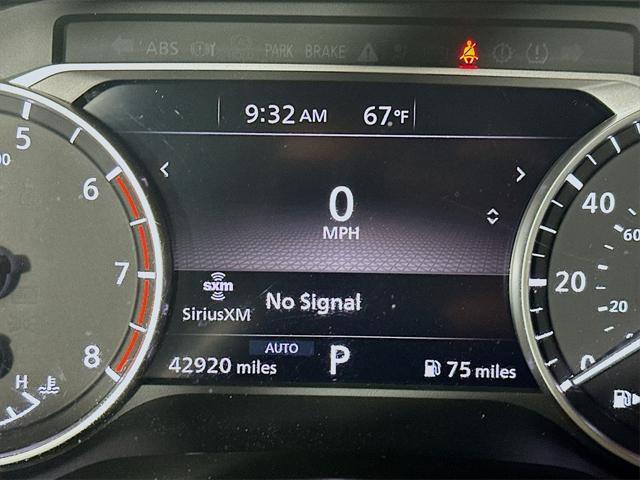 ABS PARK BRAKE
9:32 AM 67°F
5
6
7
8
0
MPH
40
60
20
20
0
sxm
SiriusXM
No Signal
AUTO
42920 miles
P
75 miles
H